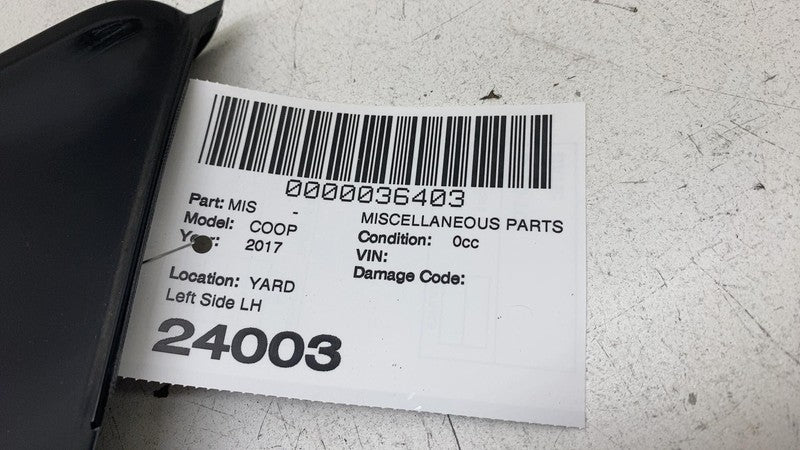 0000036403
Part: MIS - MISCELLANEOUS PARTS
Model: COOP Condition: 0cc
Year: 2017 VIN:
Location: YARD Damage Code:
Left Side LH
24003